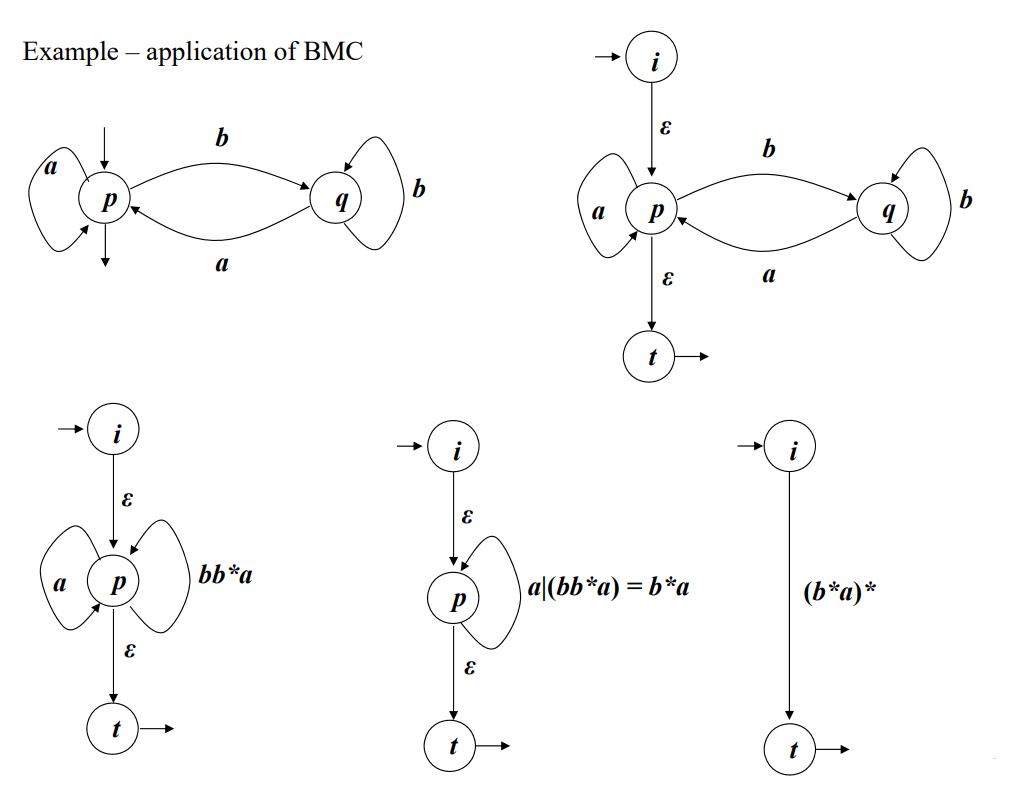 Example – application of BMC
i
ε
b
a
p
q
b
a
b
a
p
q
b
a
ε
t
i
ε
a
p
bb*a
ε
t
i
ε
p
a|(bb*a) = b*a
ε
t
i
(b*a)*
t